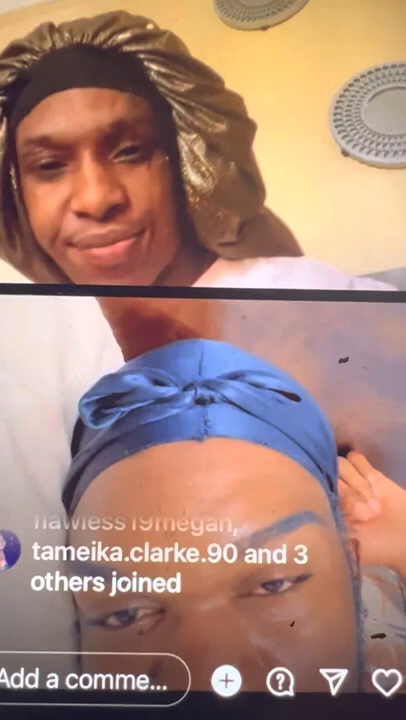 flawless19megan,
tameika.clarke.90 and 3
others joined
Add a comme...